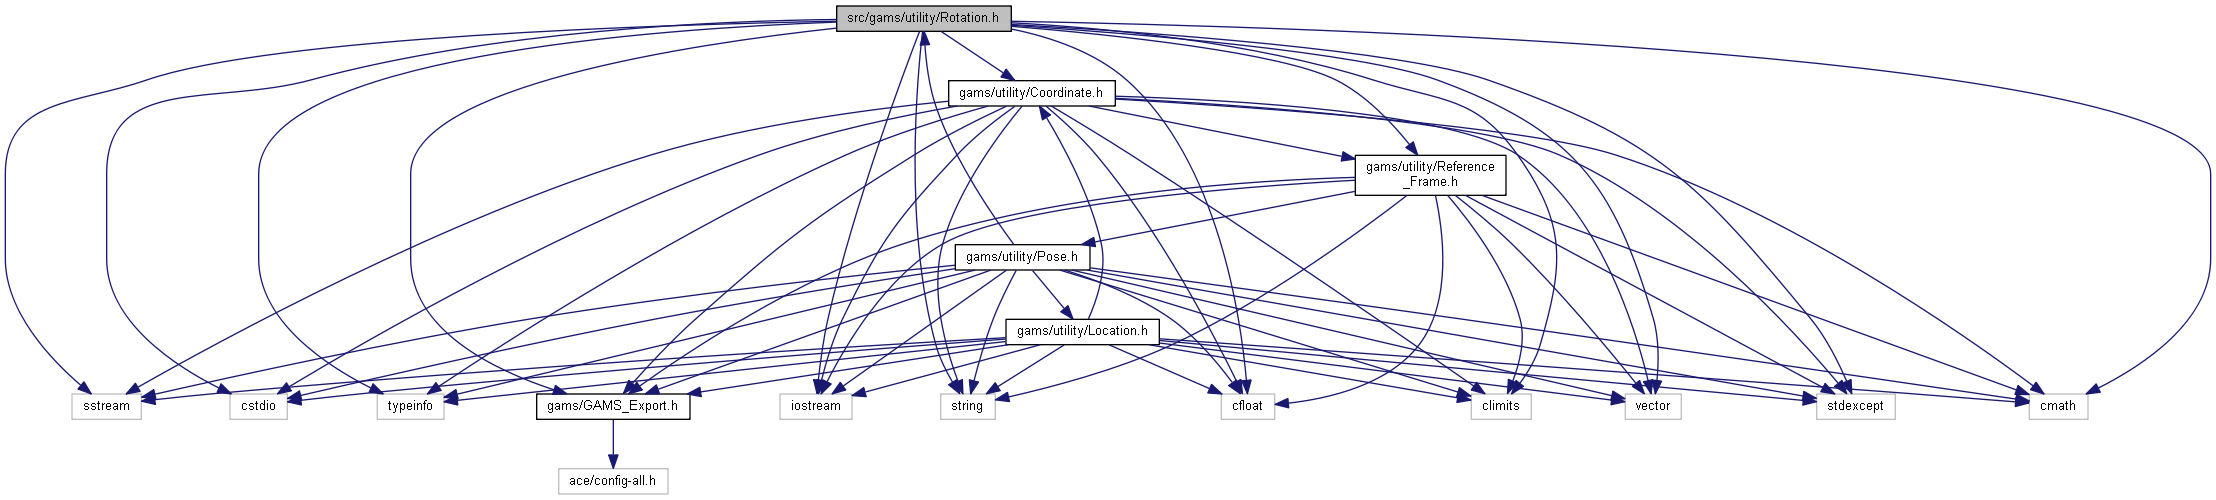 src/gams/utility/Rotation.h
gams/utility/Coordinate.h
gams/utility/Reference
_Frame.h
gams/utility/Pose.h
gams/utility/Location.h
sstream
cstdio
typeinfo
gams/GAMS_Export.h
iostream
string
cfloat
climits
vector
stdexcept
cmath
ace/config-all.h